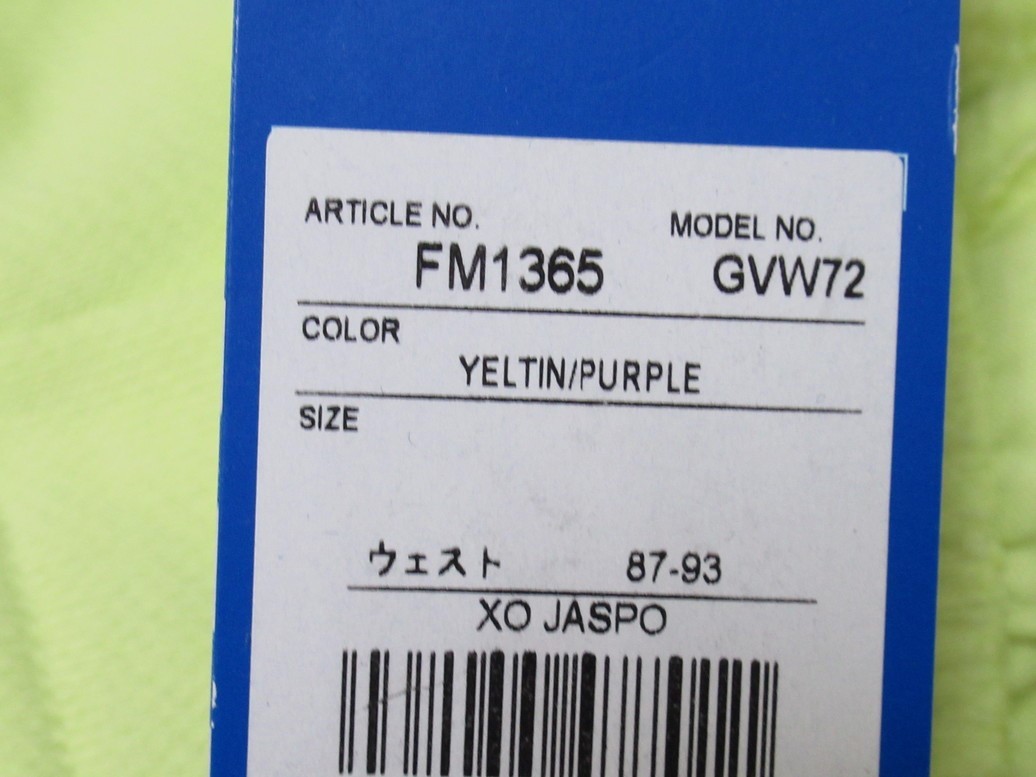 ARTICLE NO. MODEL NO.
FM1365 GVW72
COLOR
YELTIN/PURPLE
SIZE
ウェスト 87-93
XO JASPO